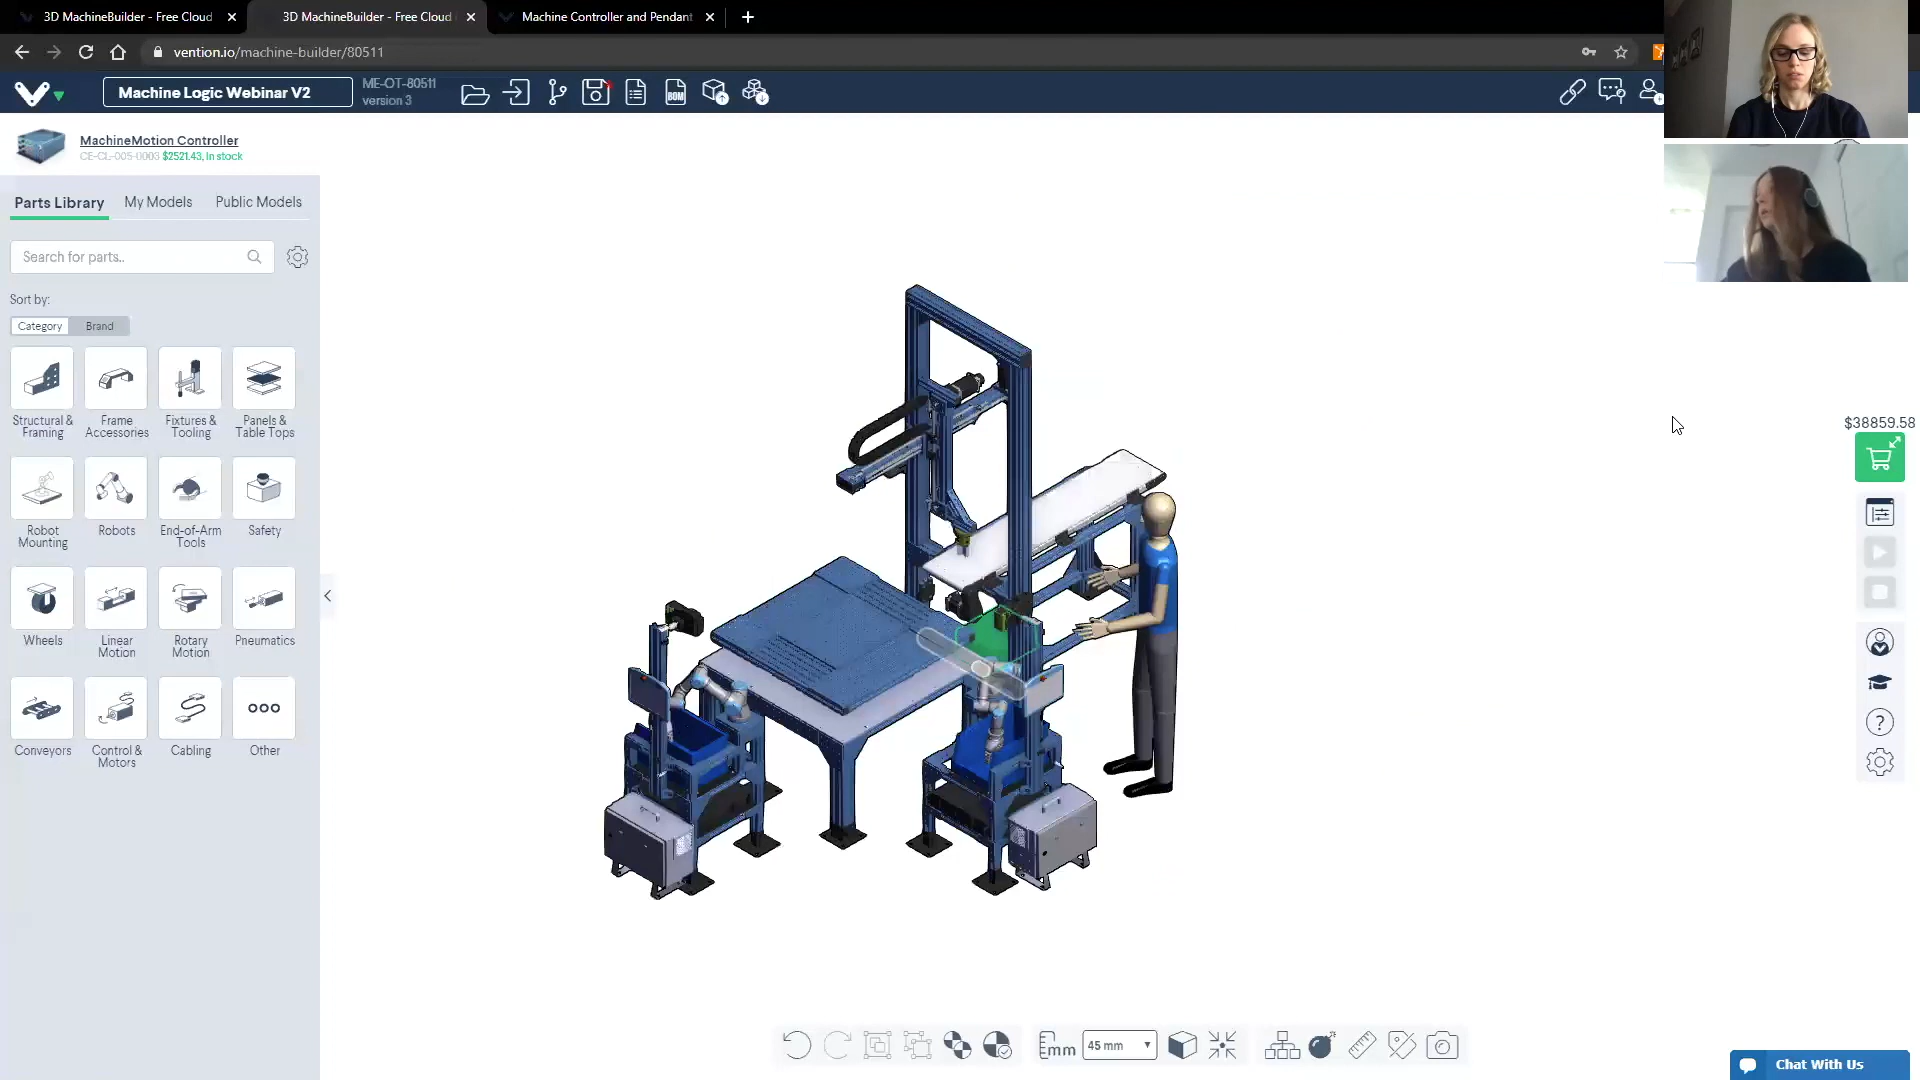 3D MachineBuilder - Free Cloud
3D MachineBuilder - Free Cloud
Machine Controller and Pendant
vention.io/machine-builder/80511
Machine Logic Webinar V2
ME-OT-80511
version 3
BOM
MachineMotion Controller
CE-CL-005-0003 $2521.43, In stock
Parts Library
My Models
Public Models
Search for parts..
Sort by:
Category
Brand
Structural &
Framing
Frame
Accessories
Fixtures &
Tooling
Panels &
Table Tops
Robot
Mounting
Robots
End-of-Arm
Tools
Safety
Wheels
Linear
Motion
Rotary
Motion
Pneumatics
Conveyors
Control &
Motors
Cabling
Other
$38859.58
mm
45 mm
Chat With Us